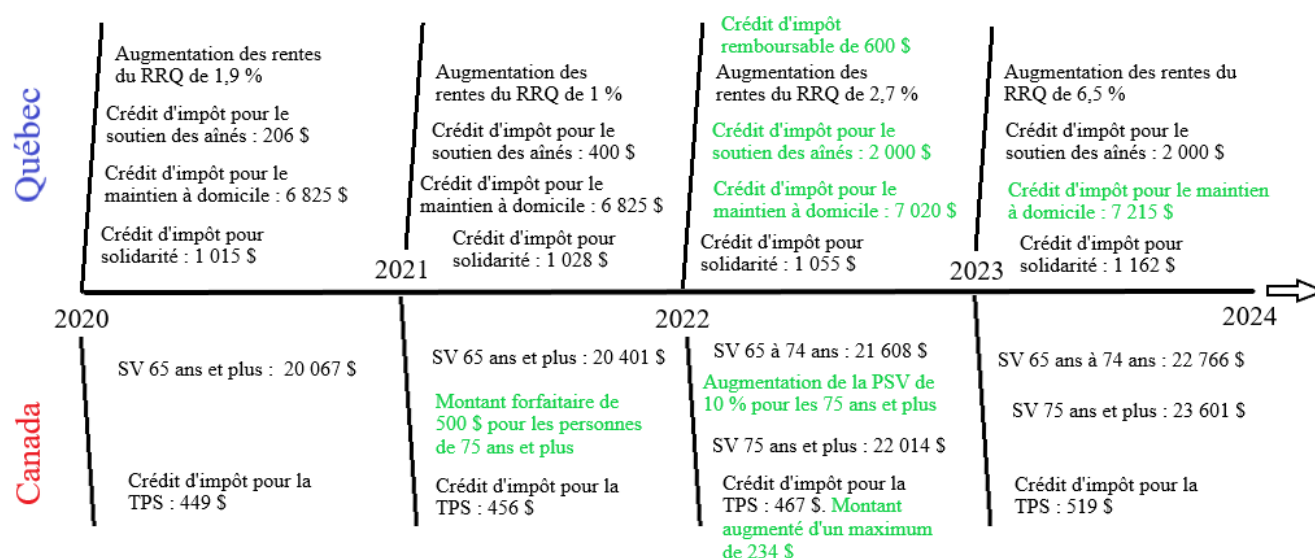 Québec
Augmentation des rentes
du RRQ de 1,9 %
Crédit d'impôt pour le
soutien des aînés : 206 $
Crédit d'impôt pour le
maintien à domicile : 6 825 $
Crédit d'impôt pour
solidarité : 1 015 $
Augmentation des
rentes du RRQ de 1 %
Crédit d'impôt pour le
soutien des aînés : 400 $
Crédit d'impôt pour le
maintien à domicile : 6 825 $
Crédit d'impôt pour
solidarité : 1 028 $
Crédit d'impôt
remboursable de 600 $
Augmentation des
rentes du RRQ de 2,7 %
Crédit d'impôt pour le
soutien des aînés : 2 000 $
Crédit d'impôt pour le
maintien à domicile : 7 020 $
Crédit d'impôt pour
solidarité : 1 055 $
Augmentation des rentes du
RRQ de 6,5 %
Crédit d'impôt pour le
soutien des aînés : 2 000 $
Crédit d'impôt pour le maintien
à domicile : 7 215 $
Crédit d'impôt pour
solidarité : 1 162 $
2020
2021
2022
2023
2024
Canada
SV 65 ans et plus : 20 067 $
Crédit d'impôt pour la
TPS : 449 $
SV 65 ans et plus : 20 401 $
Montant forfaitaire de
500 $ pour les personnes
de 75 ans et plus
Crédit d'impôt pour la
TPS : 456 $
SV 65 à 74 ans : 21 608 $
Augmentation de la PSV de
10 % pour les 75 ans et plus
SV 75 ans et plus : 22 014 $
Crédit d'impôt pour la
TPS : 467 $. Montant
augmenté d'un maximum
de 234 $
SV 65 ans à 74 ans : 22 766 $
SV 75 ans et plus : 23 601 $
Crédit d'impôt pour la
TPS : 519 $